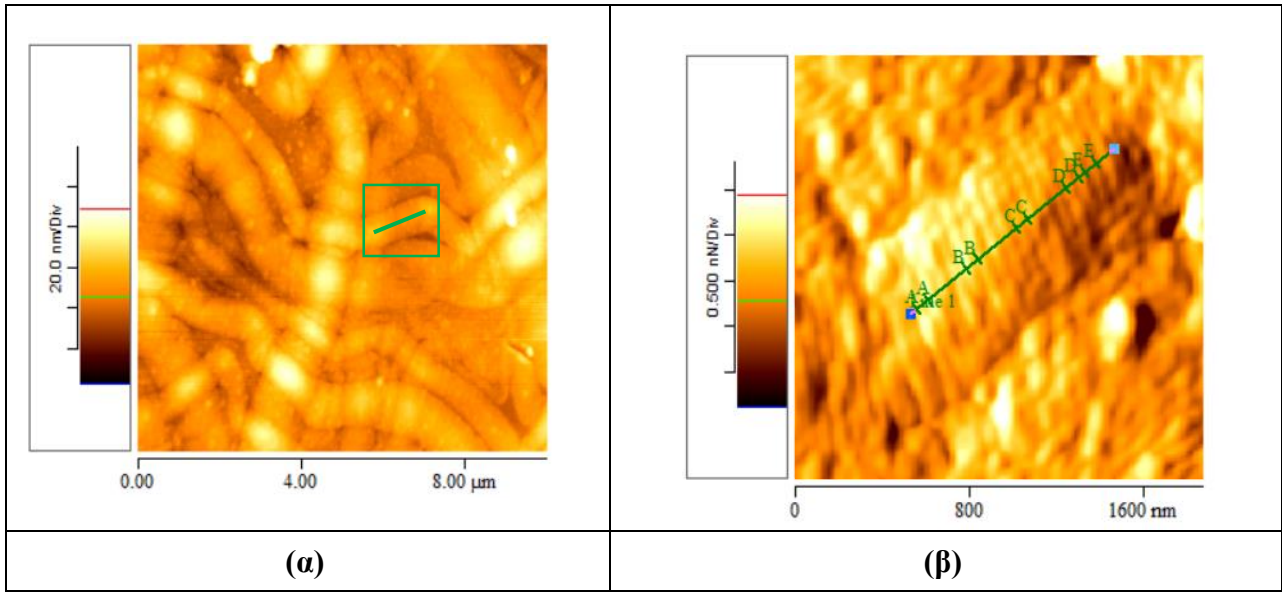 20.0 nm/Div
0.00 4.00 8.00 μm
(α)
0.500 nN/Div
A A
B B
C C
D D
E E
0 800 1600 nm
(β)